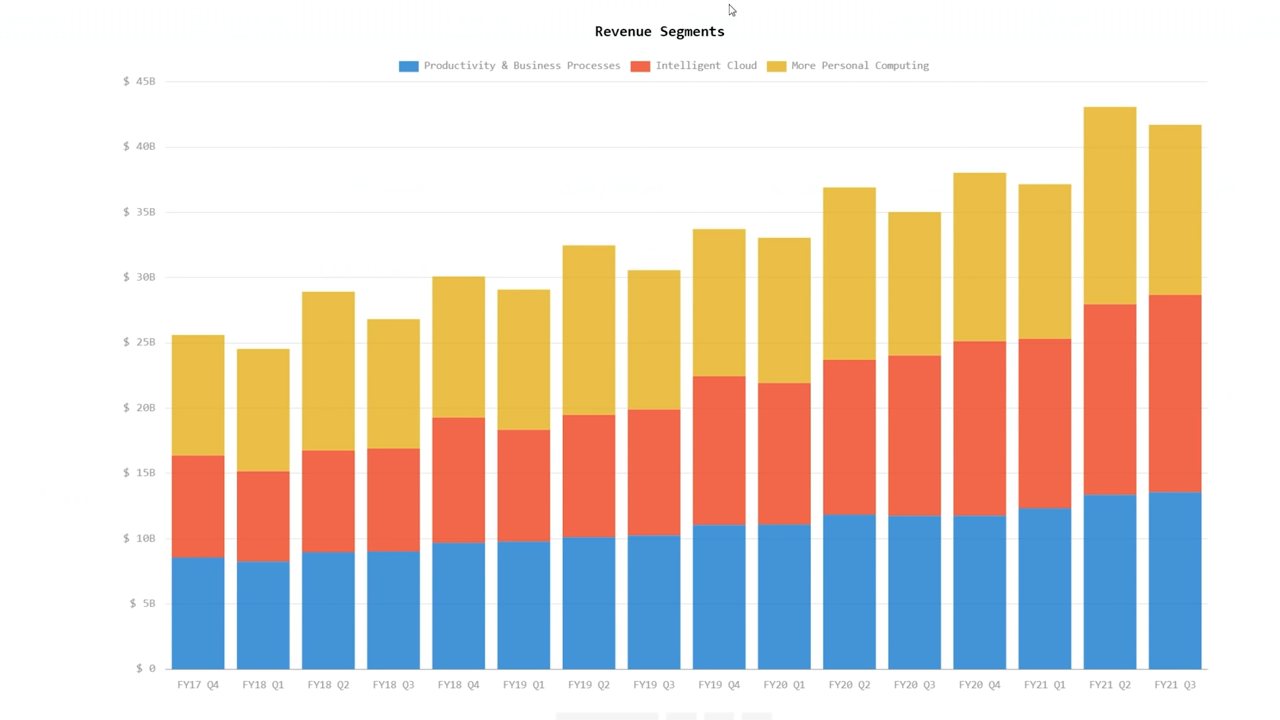 Revenue Segments
Productivity & Business Processes Intelligent Cloud More Personal Computing
$ 45B
$ 40B
$ 35B
$ 30B
$ 25B
$ 20B
$ 15B
$ 10B
$ 5B
$ 0
FY17 Q4 FY18 Q1 FY18 Q2 FY18 Q3 FY18 Q4 FY19 Q1 FY19 Q2 FY19 Q3 FY19 Q4 FY20 Q1 FY20 Q2 FY20 Q3 FY20 Q4 FY21 Q1 FY21 Q2 FY21 Q3